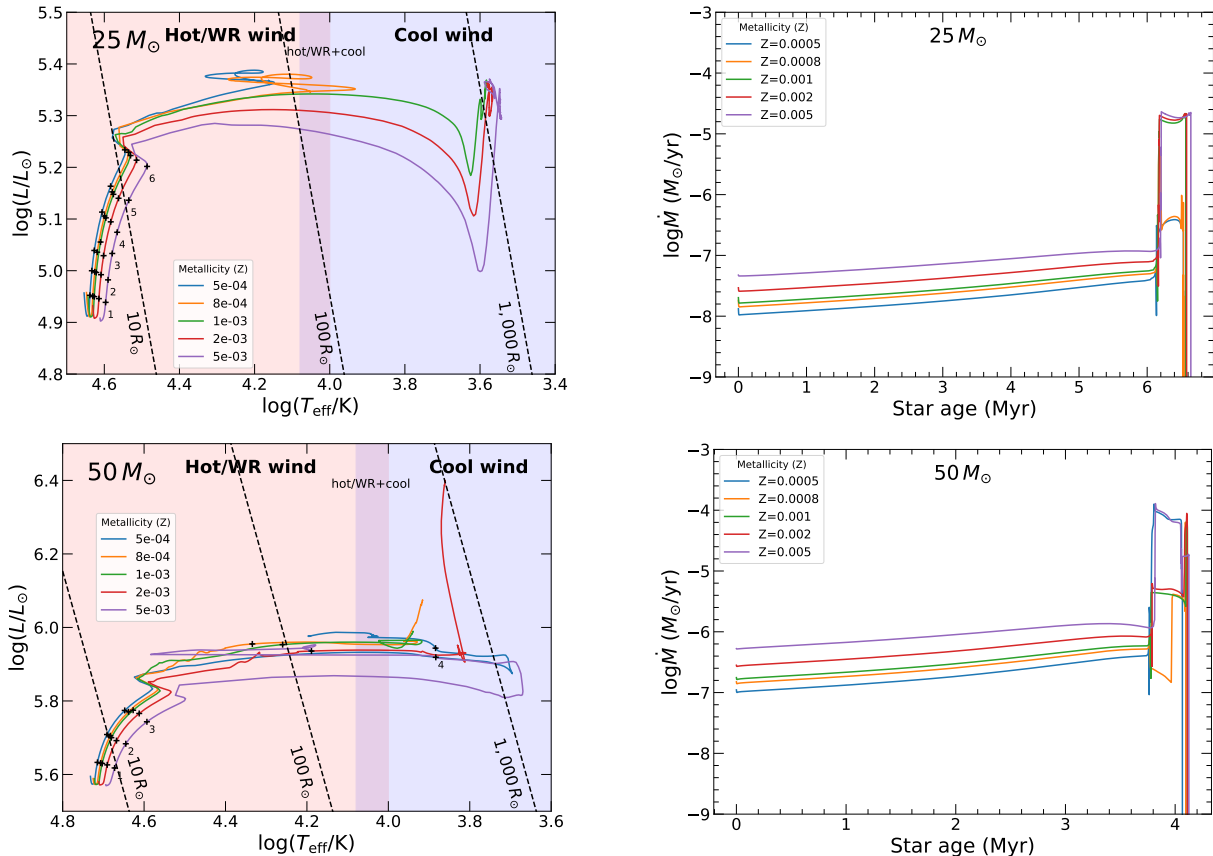 25 M⊙
Hot/WR wind
hot/WR+cool
Cool wind
5.5
5.4
5.3
5.2
5.1
5.0
4.9
4.8
log(L/L⊙)
6
5
4
3
2
1
10 R⊙
100 R⊙
1,000 R⊙
Metallicity (Z)
5e-04
8e-04
1e-03
2e-03
5e-03
4.6 4.4 4.2 4.0 3.8 3.6 3.4
log(Teff/K)
25 M⊙
Metallicity (Z)
Z=0.0005
Z=0.0008
Z=0.001
Z=0.002
Z=0.005
−3
−4
−5
−6
−7
−8
−9
logṀ (M⊙/yr)
0 1 2 3 4 5 6 7 8
Star age (Myr)
50 M⊙
Hot/WR wind
hot/WR+cool
Cool wind
6.4
6.2
6.0
5.8
5.6
log(L/L⊙)
Metallicity (Z)
5e-04
8e-04
1e-03
2e-03
5e-03
4
3
2
10 R⊙
100 R⊙
1,000 R⊙
4.8 4.6 4.4 4.2 4.0 3.8 3.6
log(Teff/K)
50 M⊙
Metallicity (Z)
Z=0.0005
Z=0.0008
Z=0.001
Z=0.002
Z=0.005
−3
−4
−5
−6
−7
−8
−9
logṀ (M⊙/yr)
0 1 2 3 4
Star age (Myr)